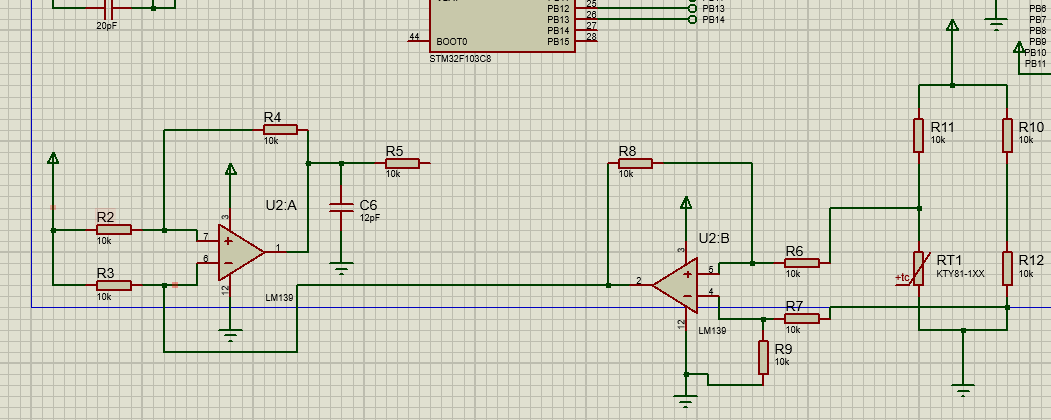 20pF
44
BOOT0
STM32F103C8
PB12
PB13
PB14
PB15
25
26
27
28
PB13
PB14
PB6
PB7
PB8
PB9
PB10
PB11
R4
10k
R5
10k
C6
12pF
R2
10k
R3
10k
U2:A
3
7
6
1
12
LM139
R8
10k
U2:B
3
5
4
2
12
LM139
R6
10k
R7
10k
R9
10k
R11
10k
R10
10k
RT1
KTY81-1XX
+tc
R12
10k